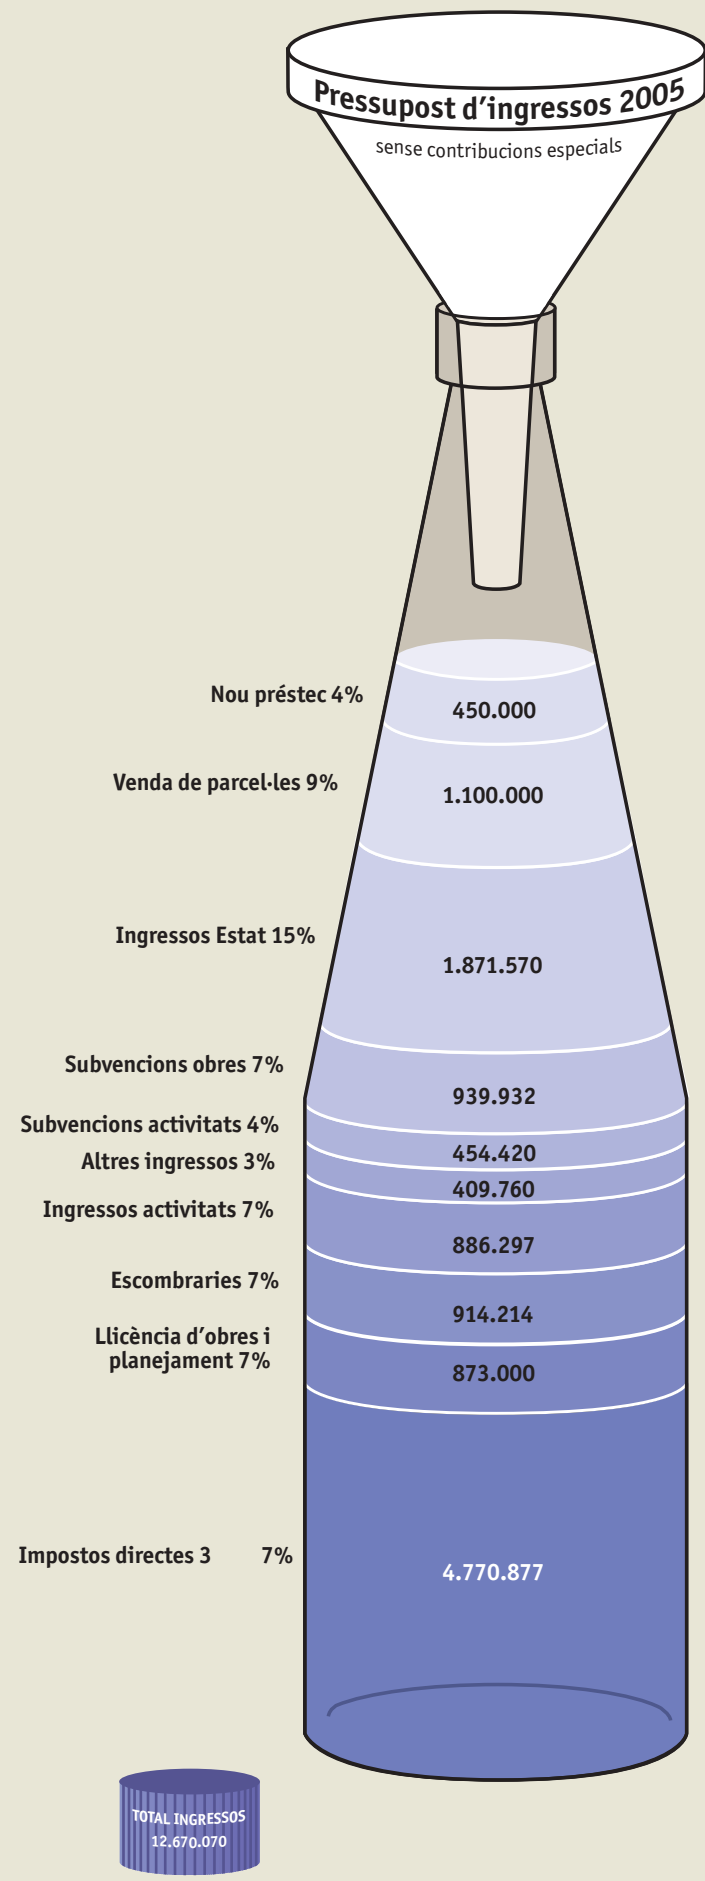 Pressupost d'ingressos 2005
sense contribucions especials
Nou préstec 4%
450.000
Venda de parcel·les 9%
1.100.000
Ingressos Estat 15%
1.871.570
Subvencions obres 7%
939.932
Subvencions activitats 4%
454.420
Altres ingressos 3%
409.760
Ingressos activitats 7%
886.297
Escombraries 7%
914.214
Llicència d'obres i
planejament 7%
873.000
Impostos directes 3 7%
4.770.877
TOTAL INGRESSOS
12.670.070